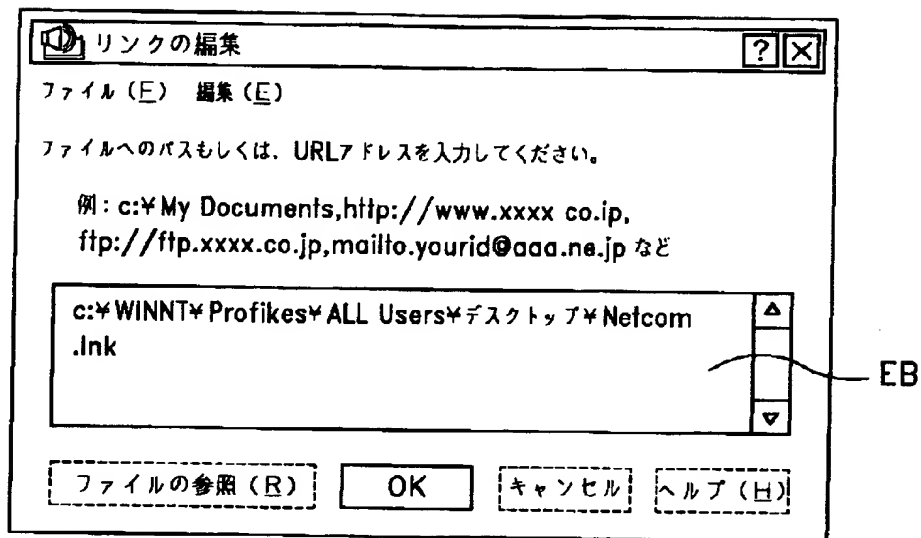 リンクの編集 ?
ファイル(F) 編集(E)
ファイルへのパスもしくは、URLアドレスを入力してください。
例:c:¥My Documents,http://www.xxxx co.ip,
ftp://ftp.xxxx.co.jp,mailto.yourid@aaa.ne.jp など
c:¥WINNT¥Profikes¥ALL Users¥デスクトップ¥Netcom
.lnk
EB
ファイルの参照(R) OK キャンセル ヘルプ(H)